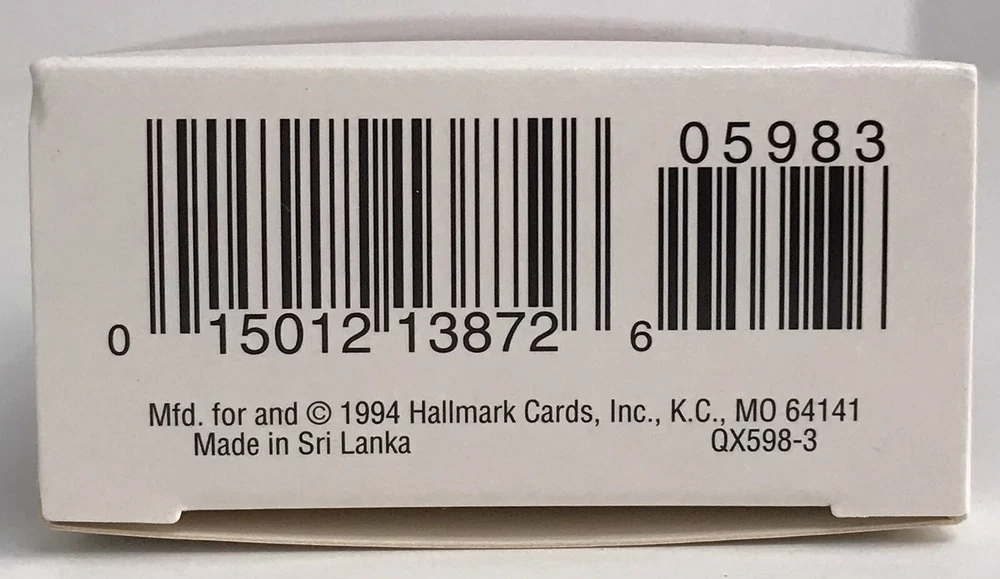 05983
0 15012 13872 6
Mfd. for and © 1994 Hallmark Cards, Inc., K.C., MO 64141
Made in Sri Lanka QX598-3